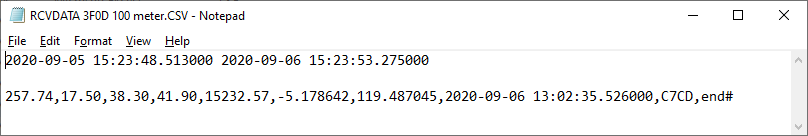 RCVDATA 3F0D 100 meter.CSV - Notepad
File Edit Format View Help
2020-09-05 15:23:48.513000 2020-09-06 15:23:53.275000
257.74,17.50,38.30,41.90,15232.57,-5.178642,119.487045,2020-09-06 13:02:35.526000,C7CD,end#